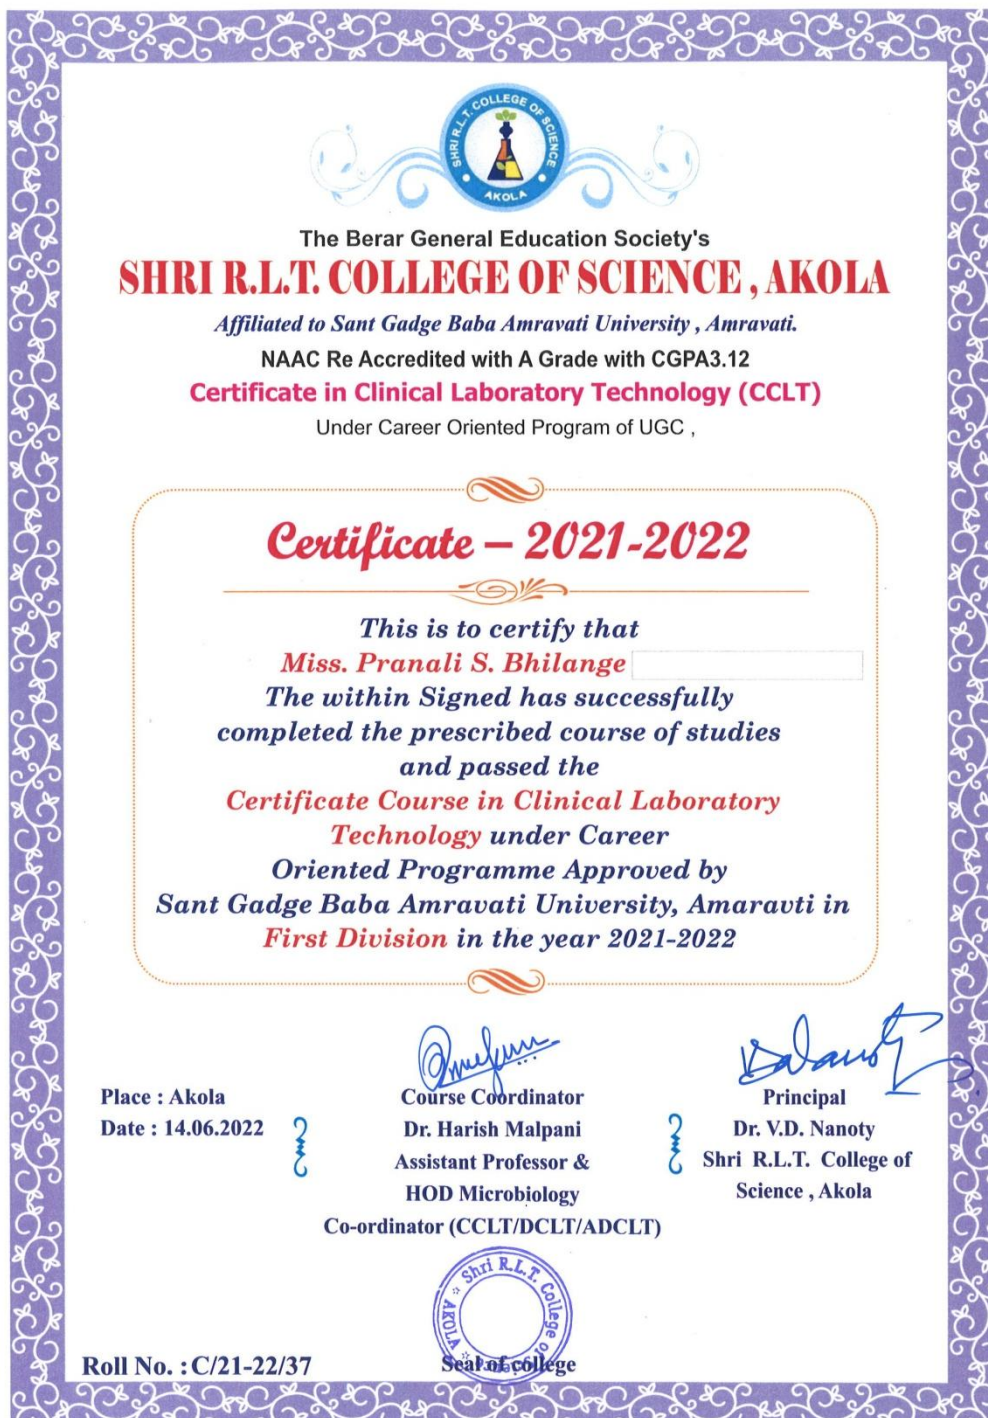 SHRI R.L.T. COLLEGE OF SCIENCE
AKOLA
The Berar General Education Society's
SHRI R.L.T. COLLEGE OF SCIENCE , AKOLA
Affiliated to Sant Gadge Baba Amravati University , Amravati.
NAAC Re Accredited with A Grade with CGPA3.12
Certificate in Clinical Laboratory Technology (CCLT)
Under Career Oriented Program of UGC ,
Certificate – 2021-2022
This is to certify that
Miss. Pranali S. Bhilange
The within Signed has successfully
completed the prescribed course of studies
and passed the
Certificate Course in Clinical Laboratory
Technology under Career
Oriented Programme Approved by
Sant Gadge Baba Amravati University, Amaravti in
First Division in the year 2021-2022
Place : Akola
Date : 14.06.2022
Course Coordinator
Dr. Harish Malpani
Assistant Professor &
HOD Microbiology
Co-ordinator (CCLT/DCLT/ADCLT)
Principal
Dr. V.D. Nanoty
Shri R.L.T. College of
Science , Akola
Shri R.L.T. College of Science
AKOLA
Roll No. : C/21-22/37
Seal of college